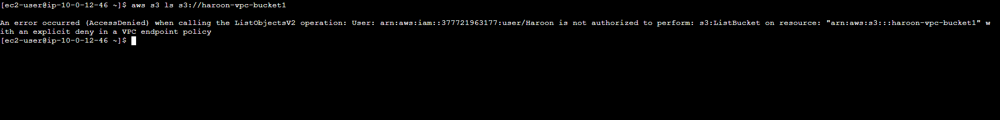 [ec2-user@ip-10-0-12-46 ~]$ aws s3 ls s3://haroon-vpc-bucket1
An error occurred (AccessDenied) when calling the ListObjectsV2 operation: User: arn:aws:iam::377721963177:user/Haroon is not authorized to perform: s3:ListBucket on resource: "arn:aws:s3:::haroon-vpc-bucket1" w
ith an explicit deny in a VPC endpoint policy
[ec2-user@ip-10-0-12-46 ~]$